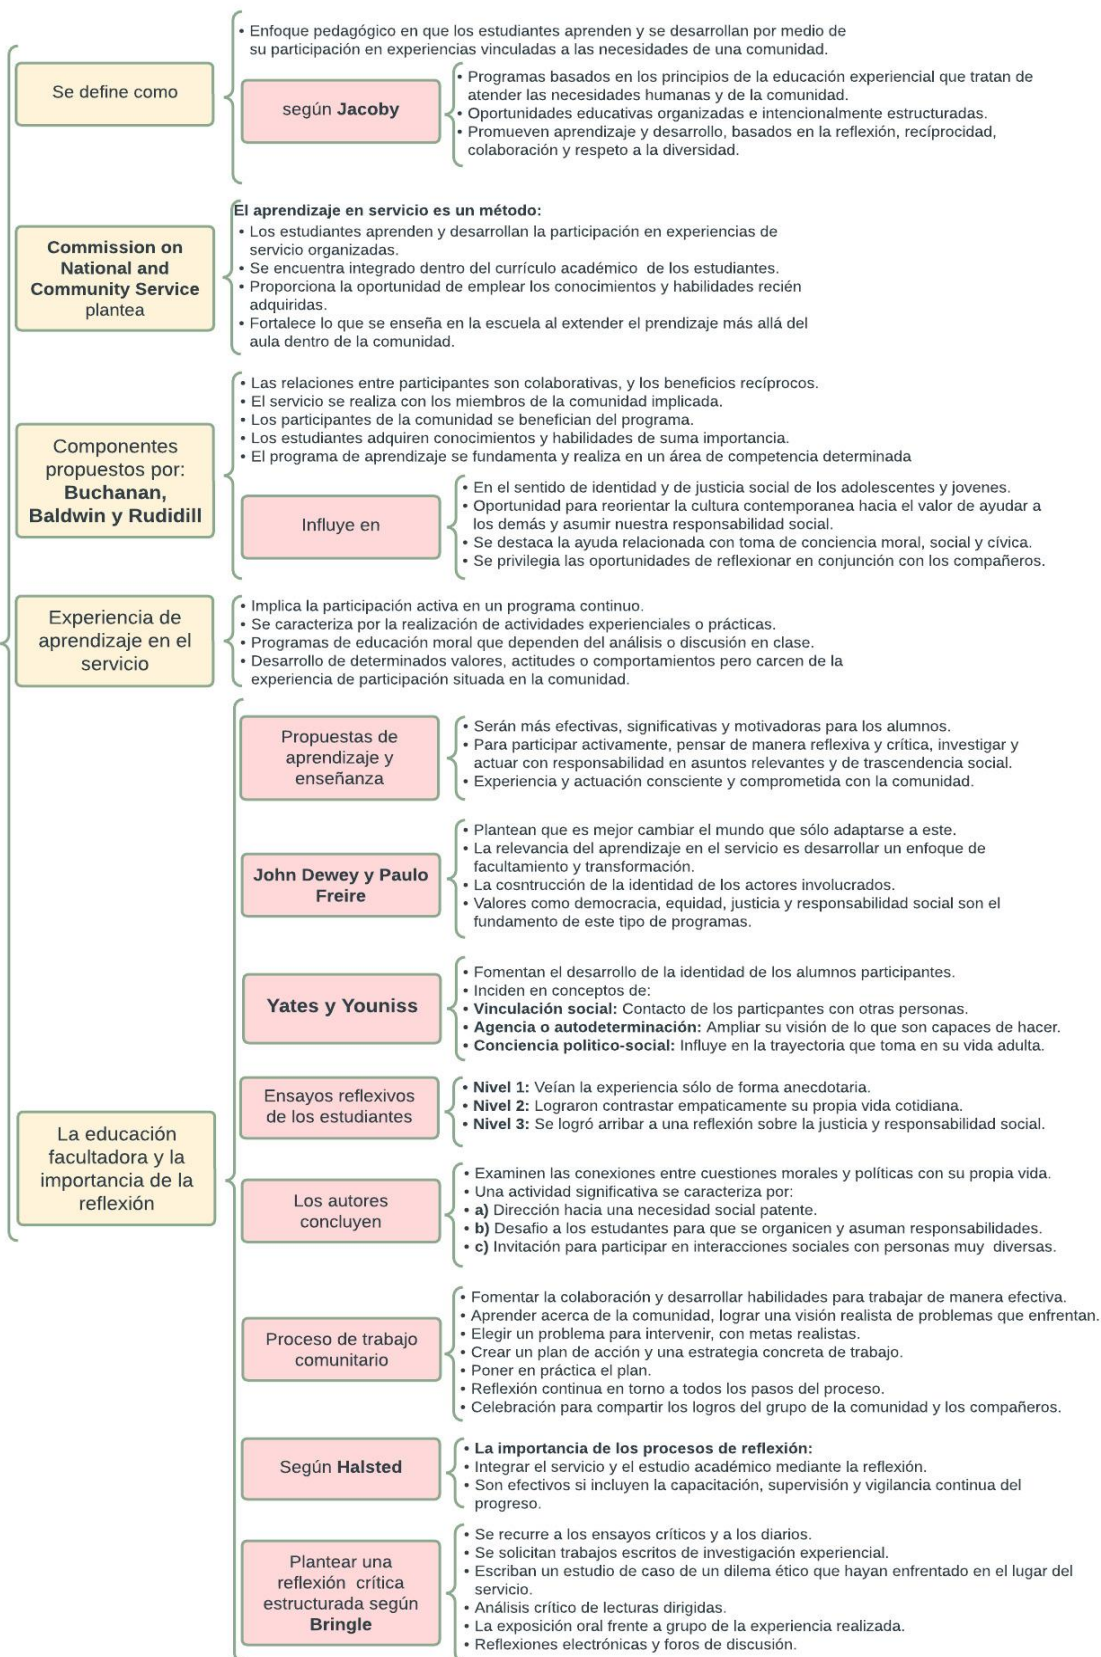 • Enfoque pedagógico en que los estudiantes aprenden y se desarrollan por medio de
su participación en experiencias vinculadas a las necesidades de una comunidad.
Se define como
según Jacoby
• Programas basados en los principios de la educación experiencial que tratan de
atender las necesidades humanas y de la comunidad.
• Oportunidades educativas organizadas e intencionalmente estructuradas.
• Promueven aprendizaje y desarrollo, basados en la reflexión, recíprocidad,
colaboración y respeto a la diversidad.
Commission on
National and
Community Service
plantea
El aprendizaje en servicio es un método:
• Los estudiantes aprenden y desarrollan la participación en experiencias de
servicio organizadas.
• Se encuentra integrado dentro del currículo académico de los estudiantes.
• Proporciona la oportunidad de emplear los conocimientos y habilidades recién
adquiridas.
• Fortalece lo que se enseña en la escuela al extender el prendizaje más allá del
aula dentro de la comunidad.
Componentes
propuestos por:
Buchanan,
Baldwin y Rudidill
• Las relaciones entre participantes son colaborativas, y los beneficios recíprocos.
• El servicio se realiza con los miembros de la comunidad implicada.
• Los participantes de la comunidad se benefician del programa.
• Los estudiantes adquiren conocimientos y habilidades de suma importancia.
• El programa de aprendizaje se fundamenta y realiza en un área de competencia determinada
Influye en
• En el sentido de identidad y de justicia social de los adolescentes y jovenes.
• Oportunidad para reorientar la cultura contemporanea hacia el valor de ayudar a
los demás y asumir nuestra responsabilidad social.
• Se destaca la ayuda relacionada con toma de conciencia moral, social y cívica.
• Se privilegia las oportunidades de reflexionar en conjunción con los compañeros.
Experiencia de
aprendizaje en el
servicio
• Implica la participación activa en un programa continuo.
• Se caracteriza por la realización de actividades experienciales o prácticas.
• Programas de educación moral que dependen del análisis o discusión en clase.
• Desarrollo de determinados valores, actitudes o comportamientos pero carcen de la
experiencia de participación situada en la comunidad.
La educación
facultadora y la
importancia de la
reflexión
Propuestas de
aprendizaje y
enseñanza
• Serán más efectivas, significativas y motivadoras para los alumnos.
• Para participar activamente, pensar de manera reflexiva y crítica, investigar y
actuar con responsabilidad en asuntos relevantes y de trascendencia social.
• Experiencia y actuación consciente y comprometida con la comunidad.
John Dewey y Paulo
Freire
• Plantean que es mejor cambiar el mundo que sólo adaptarse a este.
• La relevancia del aprendizaje en el servicio es desarrollar un enfoque de
facultamiento y transformación.
• La cosntrucción de la identidad de los actores involucrados.
• Valores como democracia, equidad, justicia y responsabilidad social son el
fundamento de este tipo de programas.
Yates y Youniss
• Fomentan el desarrollo de la identidad de los alumnos participantes.
• Inciden en conceptos de:
• Vinculación social: Contacto de los particpantes con otras personas.
• Agencia o autodeterminación: Ampliar su visión de lo que son capaces de hacer.
• Conciencia politico-social: Influye en la trayectoria que toma en su vida adulta.
Ensayos reflexivos
de los estudiantes
• Nivel 1: Veían la experiencia sólo de forma anecdotaria.
• Nivel 2: Lograron contrastar empaticamente su propia vida cotidiana.
• Nivel 3: Se logró arribar a una reflexión sobre la justicia y responsabilidad social.
Los autores
concluyen
• Examinen las conexiones entre cuestiones morales y políticas con su propia vida.
• Una actividad significativa se caracteriza por:
• a) Dirección hacia una necesidad social patente.
• b) Desafio a los estudiantes para que se organicen y asuman responsabilidades.
• c) Invitación para participar en interacciones sociales con personas muy diversas.
Proceso de trabajo
comunitario
• Fomentar la colaboración y desarrollar habilidades para trabajar de manera efectiva.
• Aprender acerca de la comunidad, lograr una visión realista de problemas que enfrentan.
• Elegir un problema para intervenir, con metas realistas.
• Crear un plan de acción y una estrategia concreta de trabajo.
• Poner en práctica el plan.
• Reflexión continua en torno a todos los pasos del proceso.
• Celebración para compartir los logros del grupo de la comunidad y los compañeros.
Según Halsted
• La importancia de los procesos de reflexión:
• Integrar el servicio y el estudio académico mediante la reflexión.
• Son efectivos si incluyen la capacitación, supervisión y vigilancia continua del
progreso.
Plantear una
reflexión crítica
estructurada según
Bringle
• Se recurre a los ensayos críticos y a los diarios.
• Se solicitan trabajos escritos de investigación experiencial.
• Escriban un estudio de caso de un dilema ético que hayan enfrentado en el lugar del
servicio.
• Análisis crítico de lecturas dirigidas.
• La exposición oral frente a grupo de la experiencia realizada.
• Reflexiones electrónicas y foros de discusión.